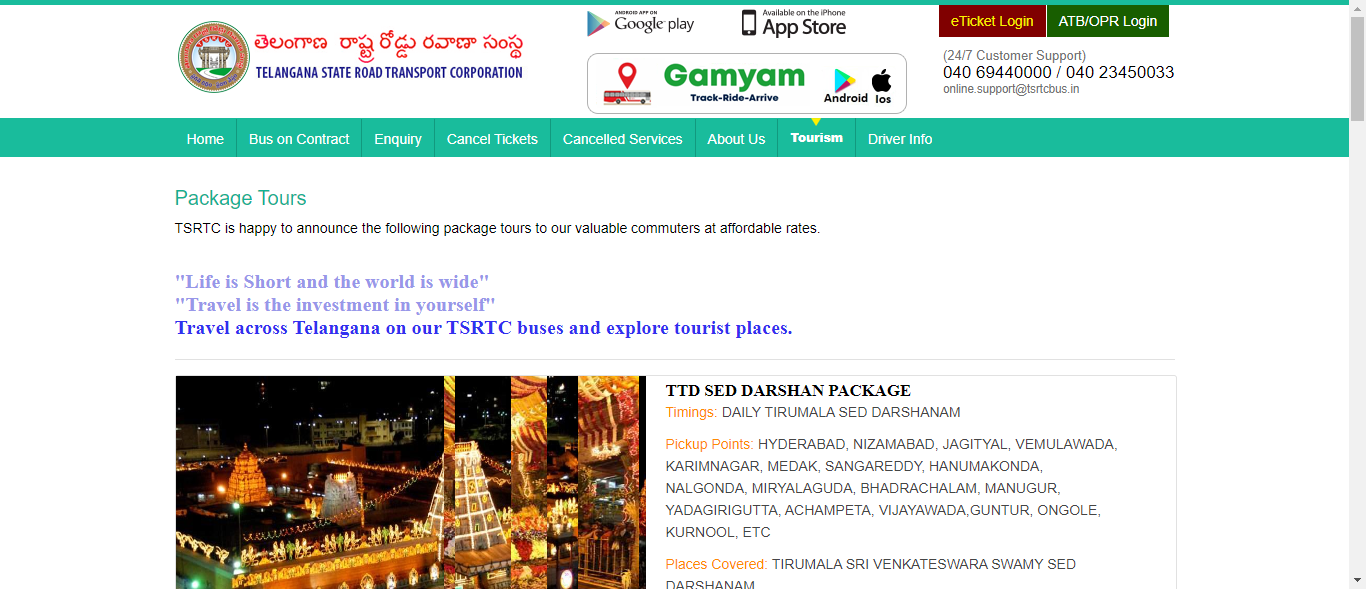 ANDROID APP ON
Google play
Available on the iPhone
App Store
eTicket Login
ATB/OPR Login
తెలంగాణ రాష్ట్ర రోడ్డు రవాణా సంస్థ
TELANGANA STATE ROAD TRANSPORT CORPORATION
Gamyam
Track-Ride-Arrive
Android
Ios
(24/7 Customer Support)
040 69440000 / 040 23450033
online.support@tsrtcbus.in
Home
Bus on Contract
Enquiry
Cancel Tickets
Cancelled Services
About Us
Tourism
Driver Info
Package Tours
TSRTC is happy to announce the following package tours to our valuable commuters at affordable rates.
"Life is Short and the world is wide"
"Travel is the investment in yourself"
Travel across Telangana on our TSRTC buses and explore tourist places.
TTD SED DARSHAN PACKAGE
Timings: DAILY TIRUMALA SED DARSHANAM
Pickup Points: HYDERABAD, NIZAMABAD, JAGITYAL, VEMULAWADA,
KARIMNAGAR, MEDAK, SANGAREDDY, HANUMAKONDA,
NALGONDA, MIRYALAGUDA, BHADRACHALAM, MANUGUR,
YADAGIRIGUTTA, ACHAMPETA, VIJAYAWADA,GUNTUR, ONGOLE,
KURNOOL, ETC
Places Covered: TIRUMALA SRI VENKATESWARA SWAMY SED
DARSHANAM